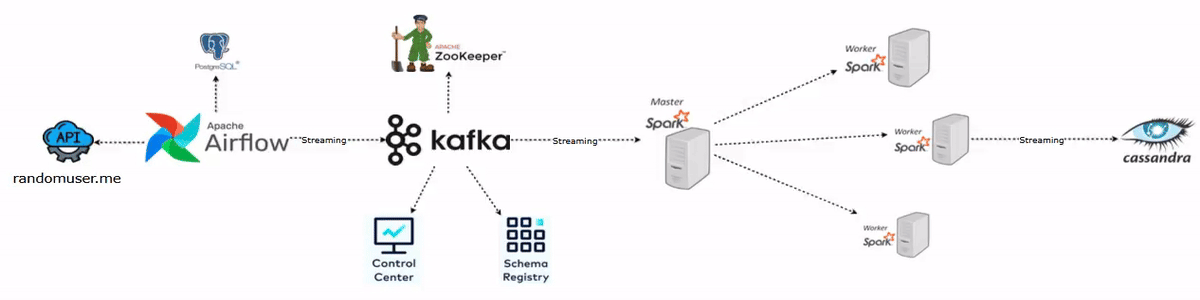 PostgreSQL
APACHE
ZooKeeper™
Worker
Spark
API
randomuser.me
Apache
Airflow
Streaming
kafka
Streaming
Master
Spark
Worker
Spark
Streaming
cassandra
Worker
Spark
Control
Center
Schema
Registry